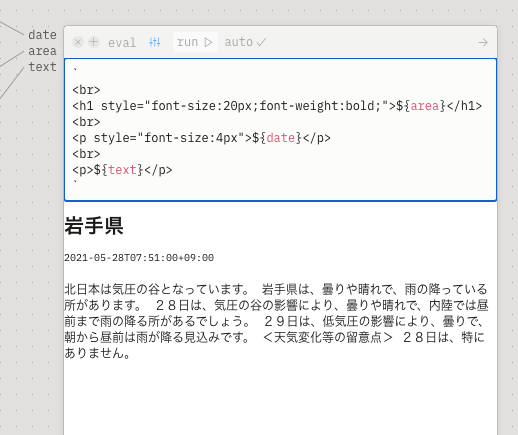 date
area
text
eval run auto
`
<br>
<h1 style="font-size:20px;font-weight:bold;">${area}</h1>
<br>
<p style="font-size:4px">${date}</p>
<br>
<p>${text}</p>
`
岩手県
2021-05-28T07:51:00+09:00
北日本は気圧の谷となっています。 岩手県は、曇りや晴れで、雨の降っている
所があります。 ２８日は、気圧の谷の影響により、曇りや晴れで、内陸では昼
前まで雨の降る所があるでしょう。 ２９日は、低気圧の影響により、曇りで、
朝から昼前は雨が降る見込みです。 ＜天気変化等の留意点＞ ２８日は、特に
ありません。